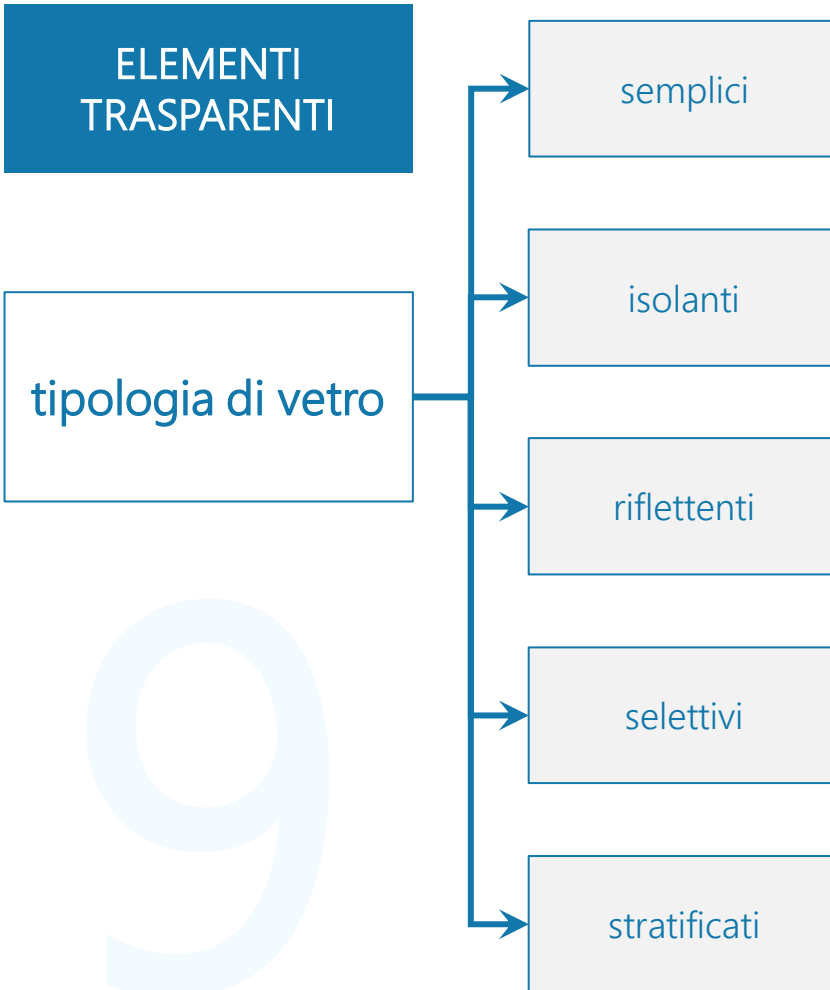 ELEMENTI
TRASPARENTI
tipologia di vetro
semplici
isolanti
riflettenti
selettivi
stratificati
9